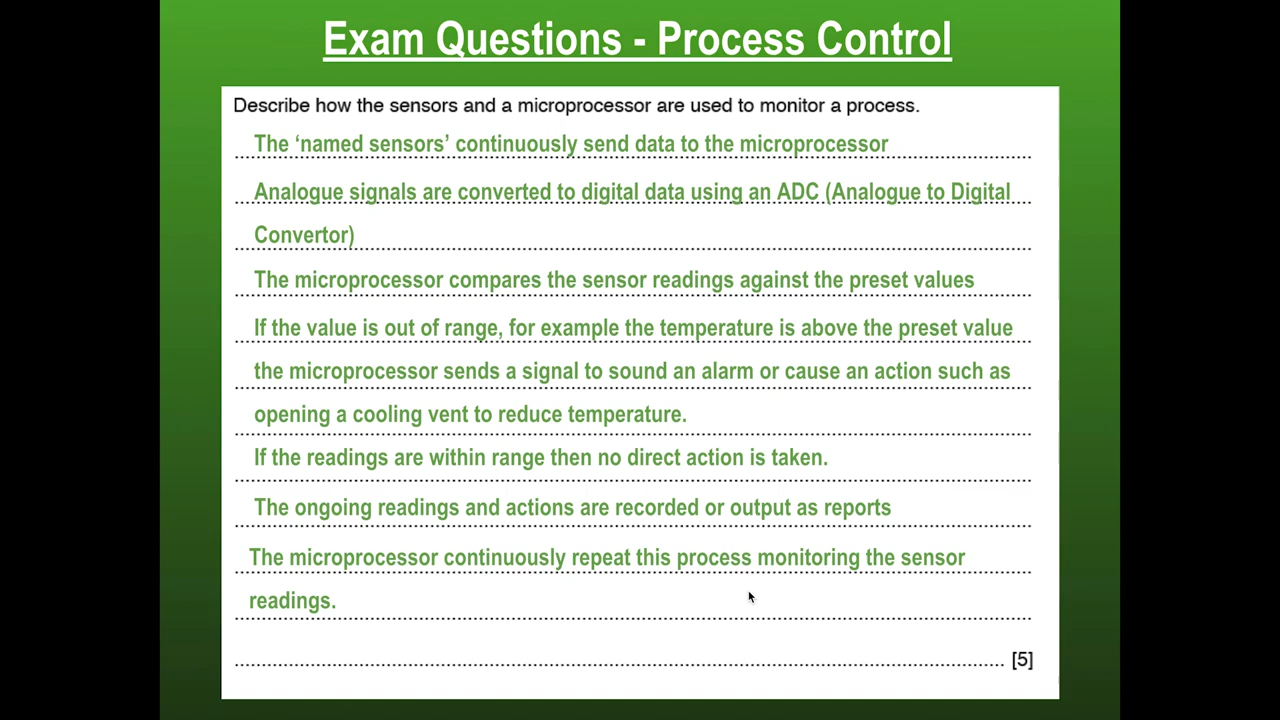 Exam Questions - Process Control
Describe how the sensors and a microprocessor are used to monitor a process.
The ‘named sensors’ continuously send data to the microprocessor
Analogue signals are converted to digital data using an ADC (Analogue to Digital
Convertor)
The microprocessor compares the sensor readings against the preset values
If the value is out of range, for example the temperature is above the preset value
the microprocessor sends a signal to sound an alarm or cause an action such as
opening a cooling vent to reduce temperature.
If the readings are within range then no direct action is taken.
The ongoing readings and actions are recorded or output as reports
The microprocessor continuously repeat this process monitoring the sensor
readings.
[5]